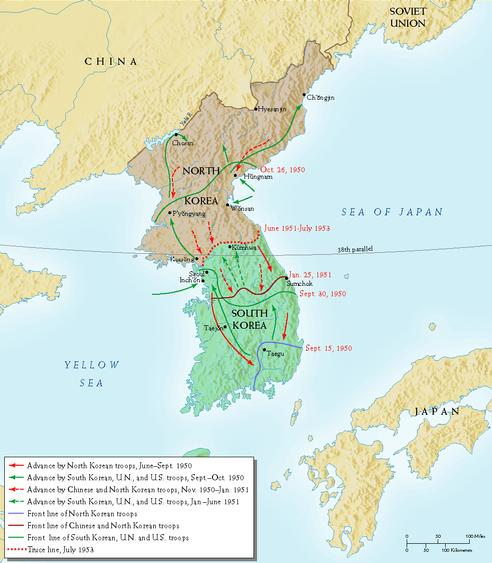 SOVIET
UNION
CHINA
Ch'ŏngjin
Hyesanjin
Yalu R.
Chosan
NORTH
KOREA
Oct. 26, 1950
Hŭngnam
P'yŏngyang
Wŏnsan
SEA OF JAPAN
June 1951-July 1953
Kŭmhwa
38th parallel
Kaesŏng
Seoul
Inch'ŏn
Jan. 25, 1951
Samchok
Sept. 30, 1950
SOUTH
KOREA
Taejŏn
Sept. 15, 1950
Taegu
YELLOW
SEA
JAPAN
Advance by North Korean troops, June–Sept. 1950
Advance by South Korean, U.N., and U.S. troops, Sept.–Oct. 1950
Advance by Chinese and North Korean troops, Nov. 1950–Jan. 1951
Advance by South Korean, U.N., and U.S. troops, Jan–June 1951
Front line of North Korean troops
Front line of Chinese and North Korean troops
Front line of South Korean, U.N. and U.S. troops
Truce line, July 1953
0 50 100 Miles
0 50 100 Kilometers